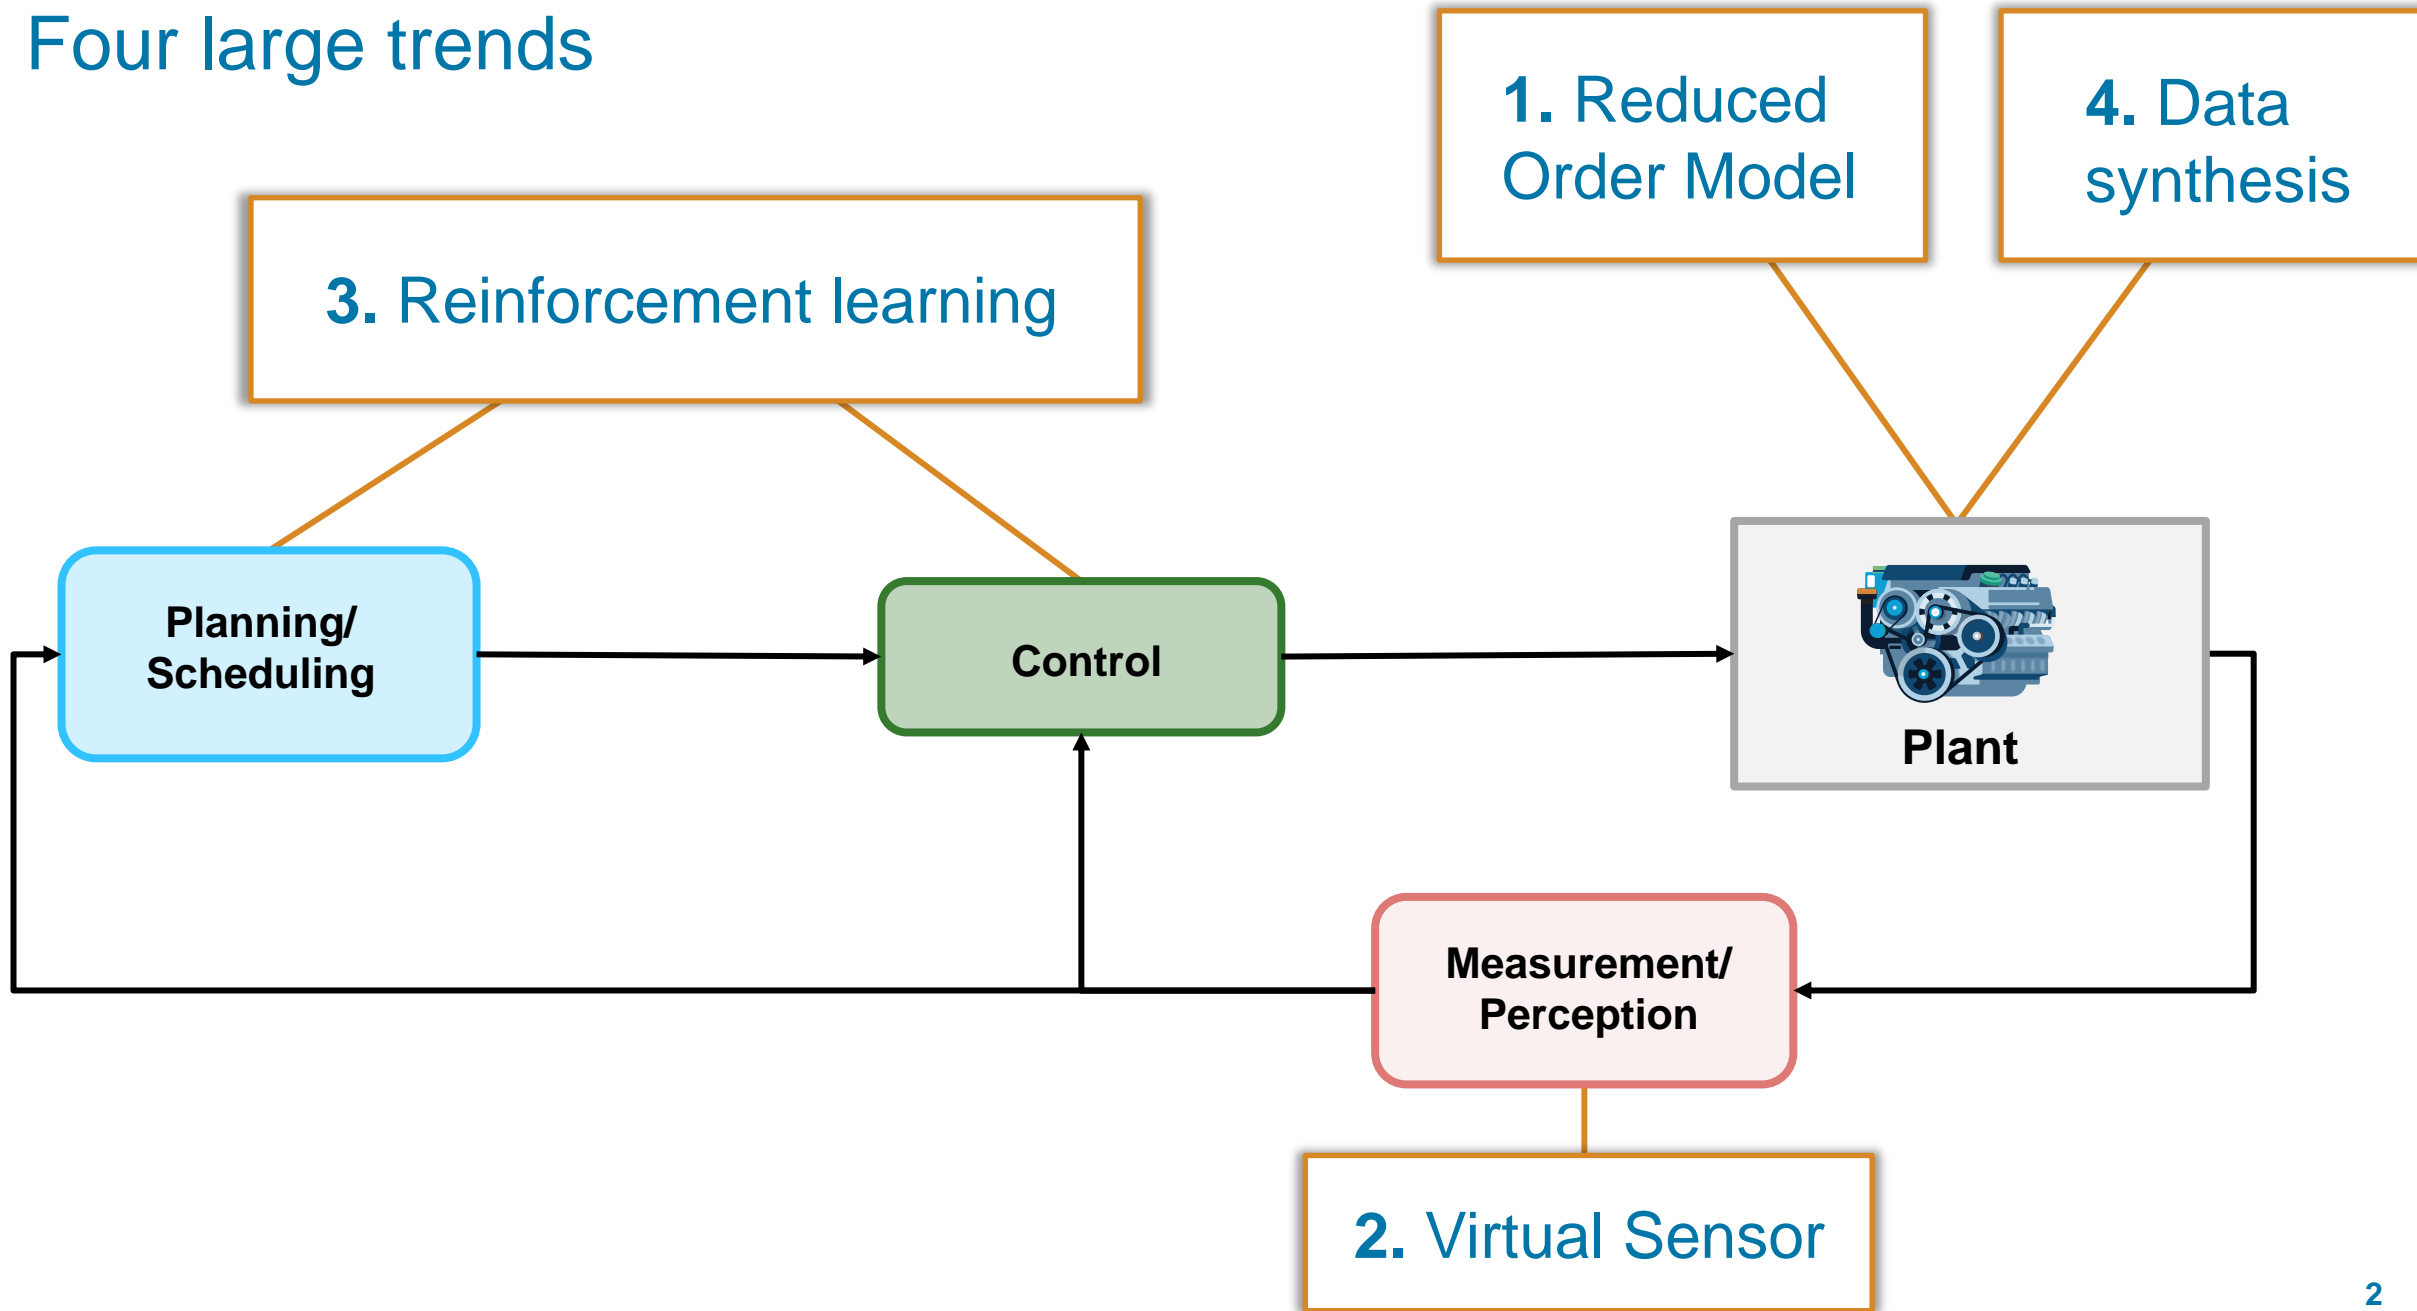 Four large trends
1. Reduced
Order Model
4. Data
synthesis
3. Reinforcement learning
Planning/
Scheduling
Control
Plant
Measurement/
Perception
2. Virtual Sensor
2